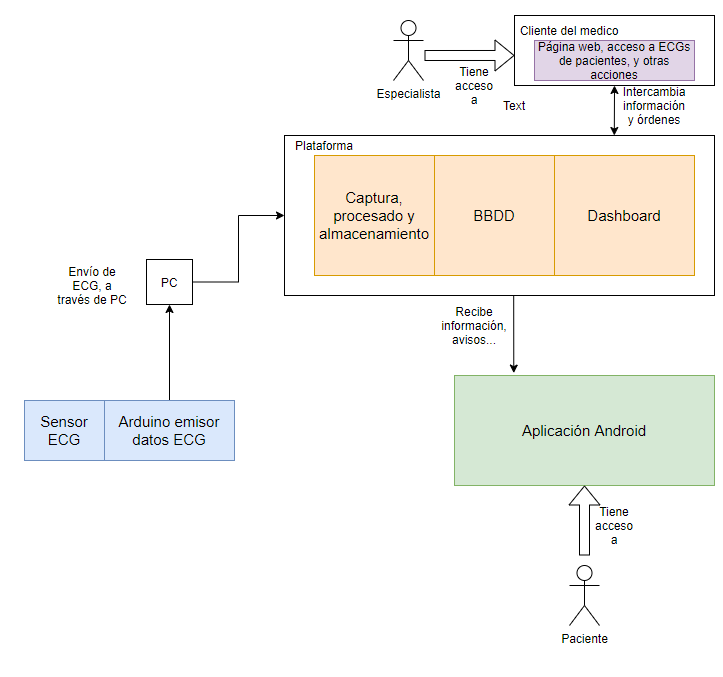 Cliente del medico
Página web, acceso a ECGs
de pacientes, y otras
acciones
Tiene
acceso
a
Especialista
Text
Intercambia
información
y órdenes
Plataforma
Captura,
procesado y
almacenamiento
BBDD
Dashboard
Envío de
ECG, a
través de PC
PC
Recibe
información,
avisos...
Sensor
ECG
Arduino emisor
datos ECG
Aplicación Android
Tiene
acceso
a
Paciente